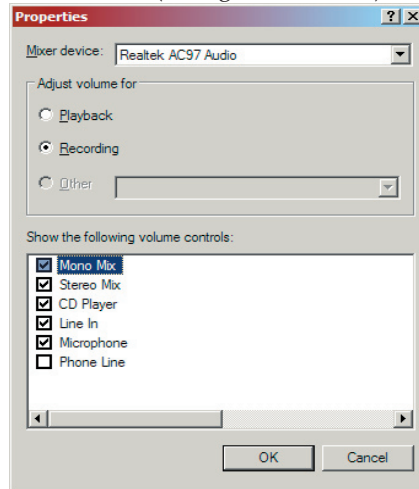 Properties
Mixer device: Realtek AC97 Audio
Adjust volume for
Playback
Recording
Other
Show the following volume controls:
Mono Mix
Stereo Mix
CD Player
Line In
Microphone
Phone Line
OK Cancel